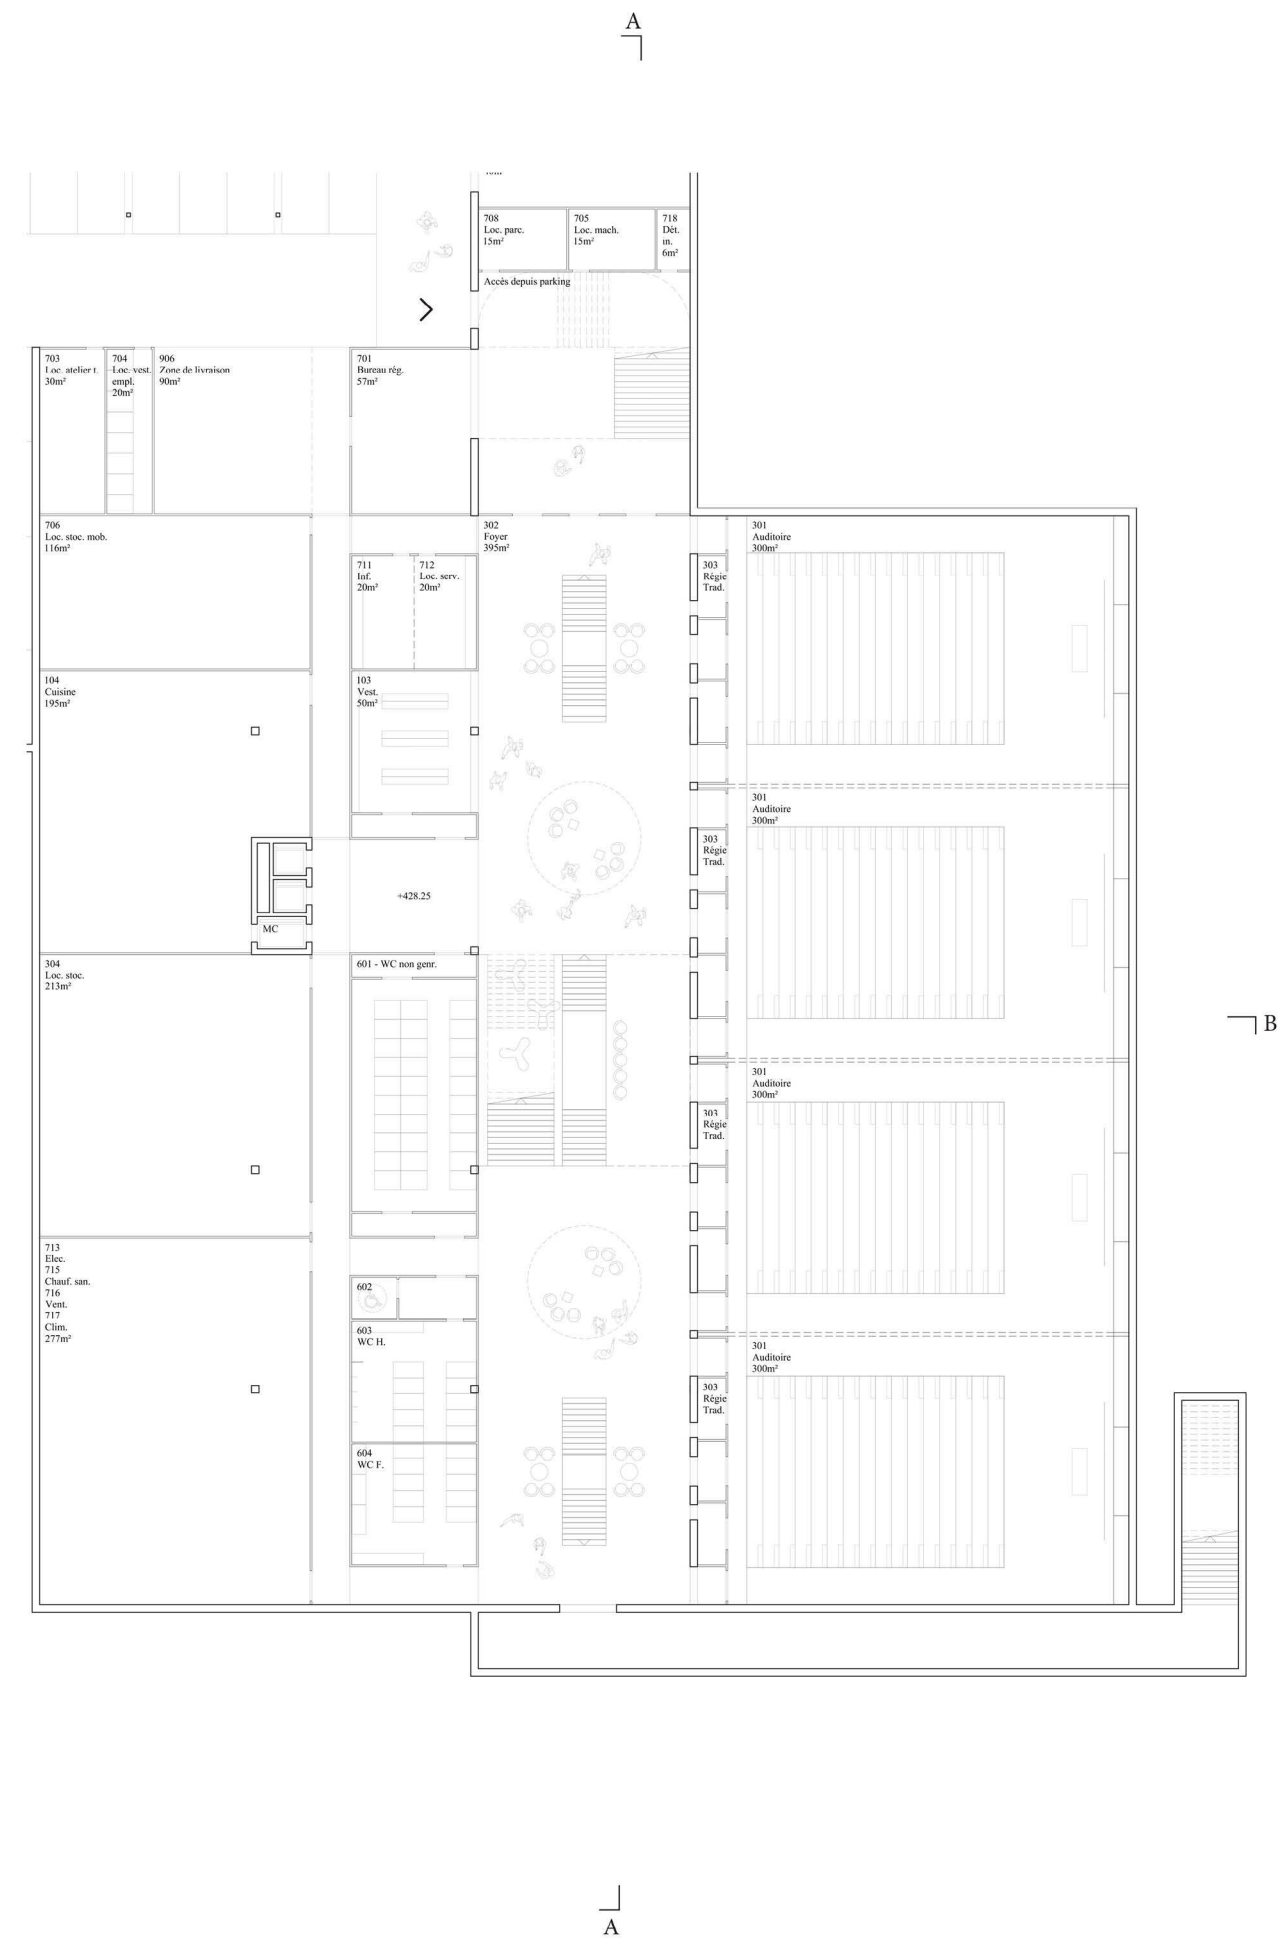 A
708
Loc. parc.
15m²
705
Loc. mach.
15m²
718
Dét.
in.
6m²
Accès depuis parking
703
Loc. atelier t.
30m²
704
Loc. vest.
empl.
20m²
906
Zone de livraison
90m²
701
Bureau rég.
57m²
706
Loc. stoc. mob.
116m²
302
Foyer
395m²
301
Auditoire
300m²
711
Inf.
20m²
712
Loc. serv.
20m²
303
Régie
Trad.
104
Cuisine
195m²
103
Vest.
50m²
301
Auditoire
300m²
303
Régie
Trad.
+428.25
MC
304
Loc. stoc.
213m²
601 - WC non genr.
B
301
Auditoire
300m²
303
Régie
Trad.
713
Elec.
715
Chauf. san.
716
Vent.
717
Clim.
277m²
602
603
WC H.
301
Auditoire
300m²
303
Régie
Trad.
604
WC F.
A